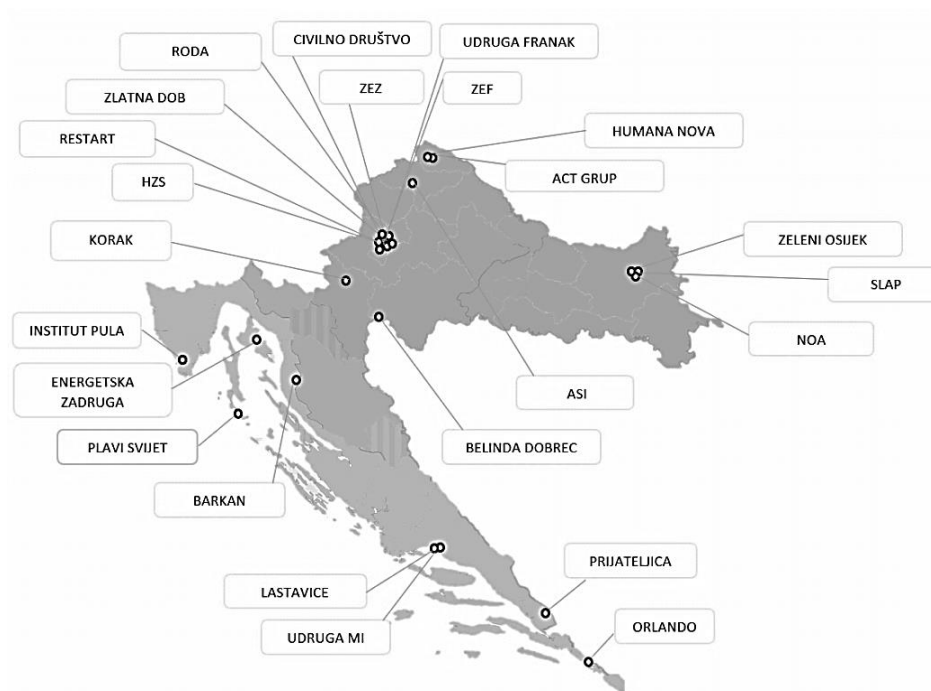 CIVILNO DRUŠTVO
UDRUGA FRANAK
RODA
ZEZ
ZEF
ZLATNA DOB
HUMANA NOVA
RESTART
ACT GRUP
HZS
KORAK
ZELENI OSIJEK
SLAP
INSTITUT PULA
NOA
ENERGETSKA
ZADRUGA
ASI
PLAVI SVIJET
BELINDA DOBREC
BARKAN
PRIJATELJICA
LASTAVICE
ORLANDO
UDRUGA MI